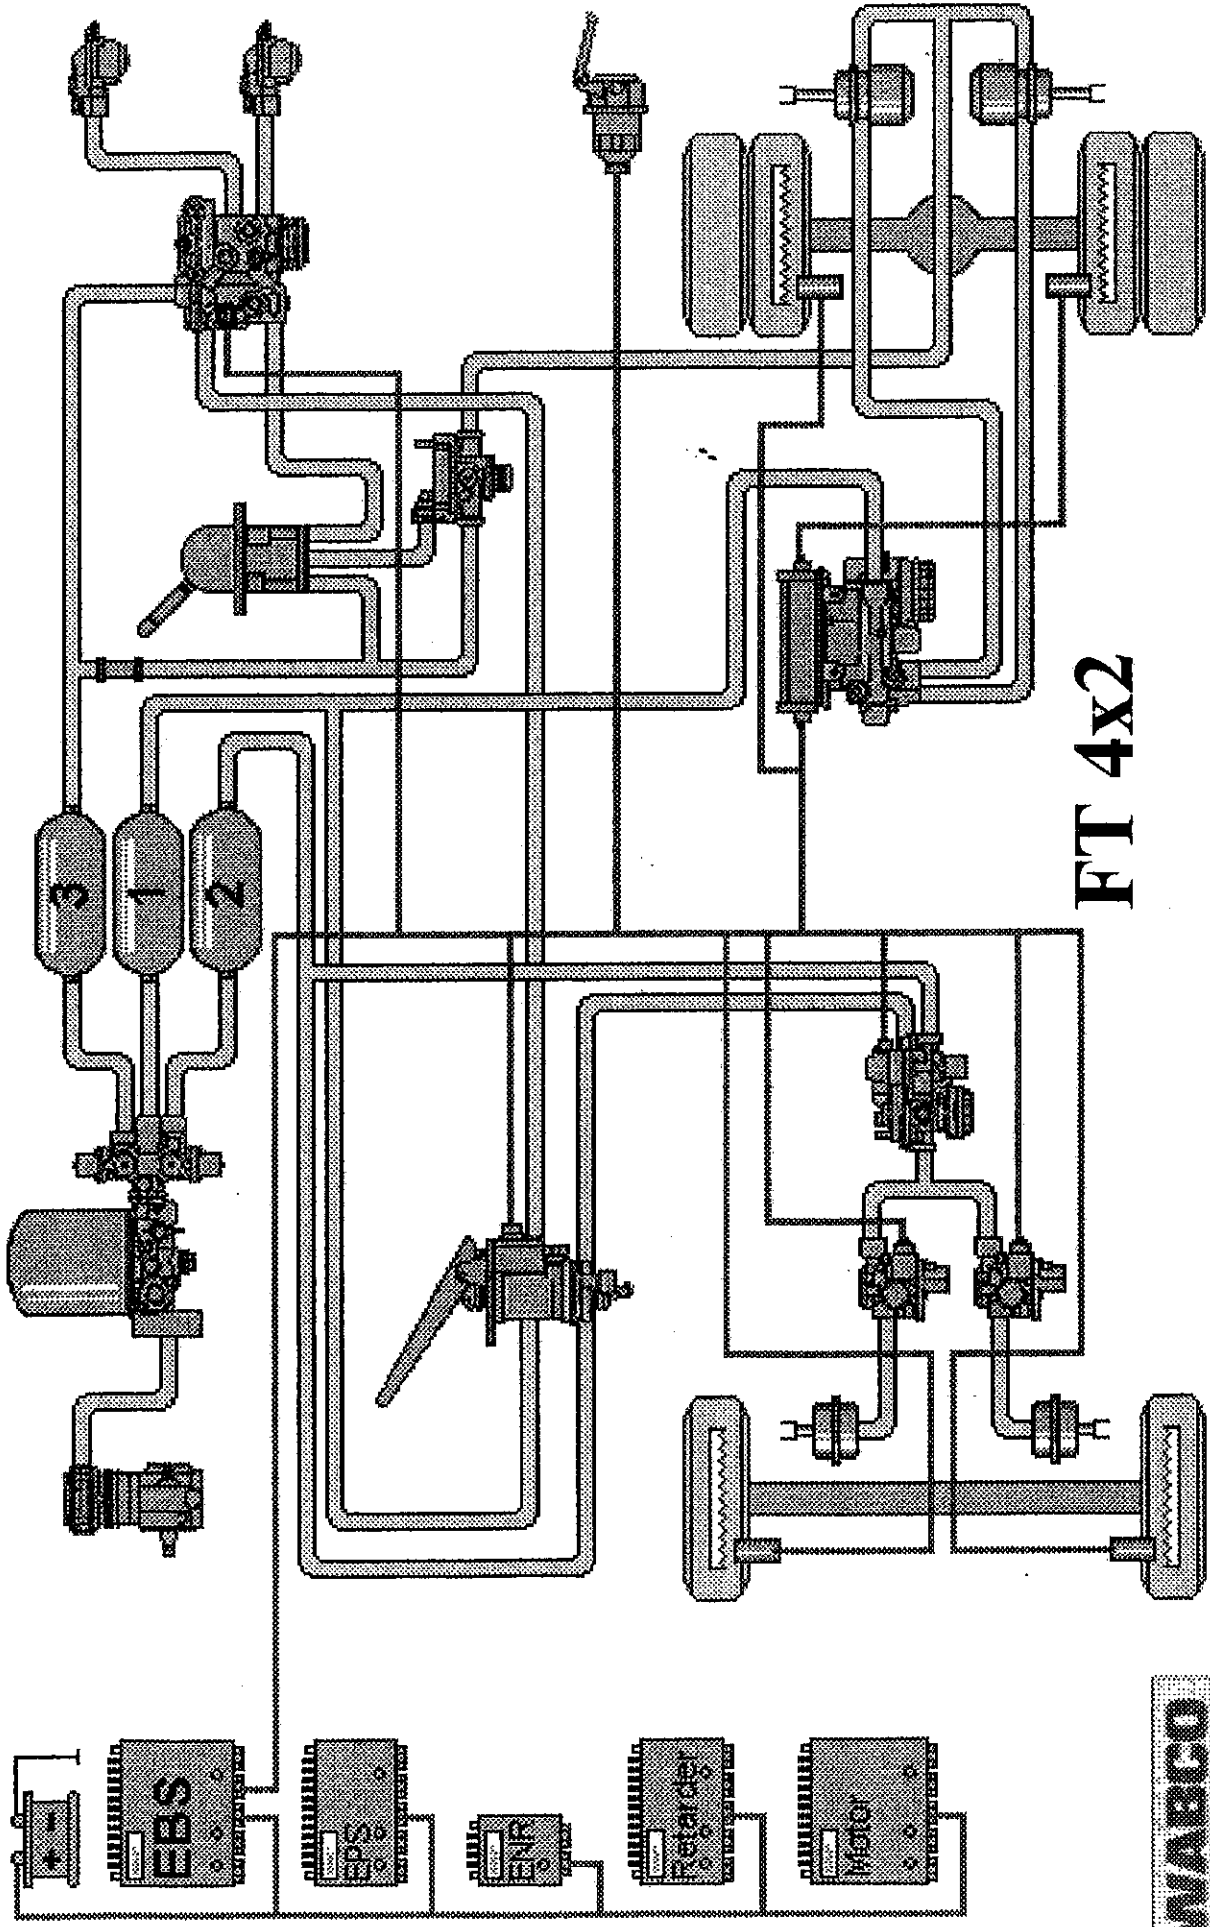 3
1
2
+ -
EBS
EPS
ENR
Retarder
Motor
FT 4x2
WABCO